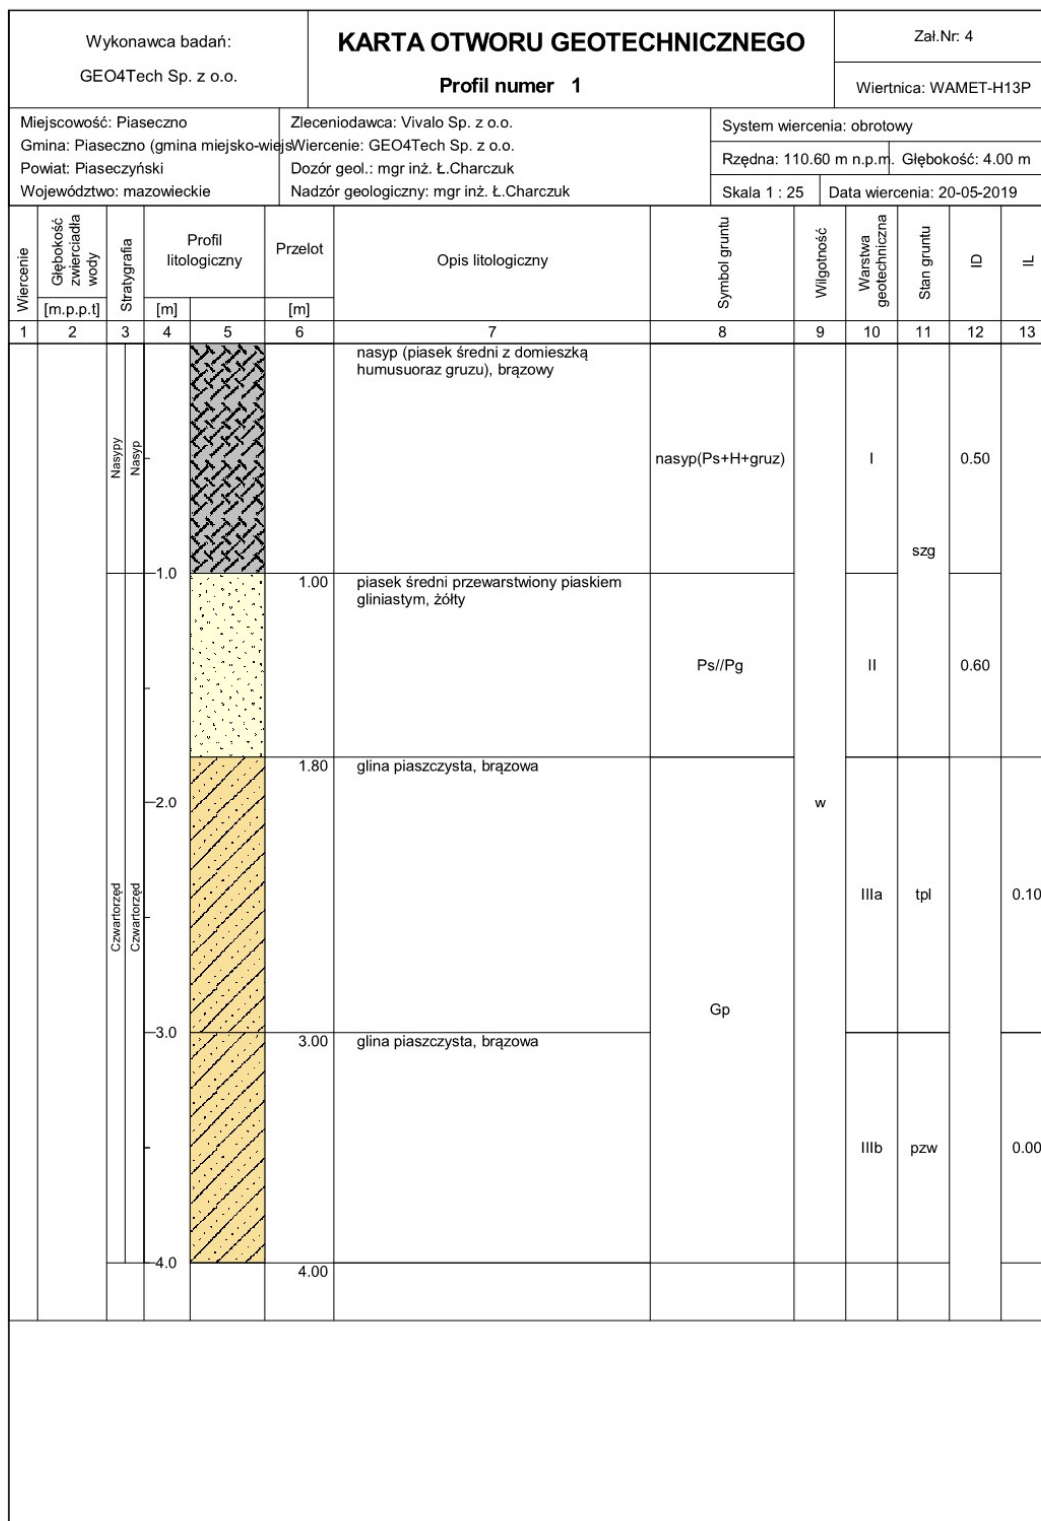 Wykonawca badań:
GEO4Tech Sp. z o.o.
KARTA OTWORU GEOTECHNICZNEGO
Profil numer 1
Zał.Nr: 4
Wiertnica: WAMET-H13P
Miejscowość: Piaseczno
Gmina: Piaseczno (gmina miejsko-wiejs
Powiat: Piaseczyński
Województwo: mazowieckie
Zleceniodawca: Vivalo Sp. z o.o.
Wiercenie: GEO4Tech Sp. z o.o.
Dozór geol.: mgr inż. Ł.Charczuk
Nadzór geologiczny: mgr inż. Ł.Charczuk
System wiercenia: obrotowy
Rzędna: 110.60 m n.p.m. Głębokość: 4.00 m
Skala 1 : 25 Data wiercenia: 20-05-2019
Wiercenie
Głębokość
zwierciadła
wody
[m.p.p.t]
Stratygrafia
Profil
litologiczny
[m]
Przelot
[m]
Opis litologiczny
Symbol gruntu
Wilgotność
Warstwa
geotechniczna
Stan gruntu
ID
IL
1 2 3 4 5 6 7 8 9 10 11 12 13
nasyp (piasek średni z domieszką
humusuoraz gruzu), brązowy
Nasypy
Nasyp
nasyp(Ps+H+gruz) I 0.50
szg
1.0 1.00 piasek średni przewarstwiony piaskiem
gliniastym, żółty
Ps//Pg II 0.60
1.80 glina piaszczysta, brązowa
2.0 w
Czwartorzęd
Czwartorzęd
IIIa tpl 0.10
Gp
3.0 3.00 glina piaszczysta, brązowa
IIIb pzw 0.00
4.0 4.00